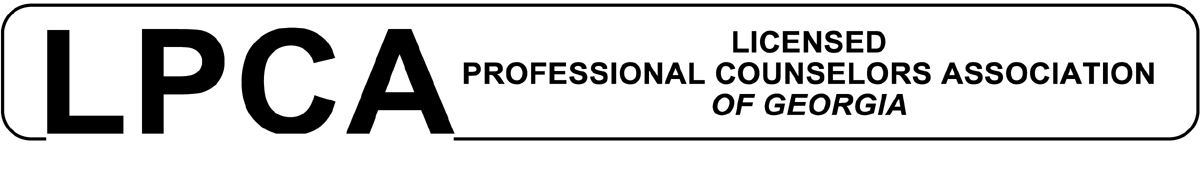 LPCA
LICENSED
PROFESSIONAL COUNSELORS ASSOCIATION
OF GEORGIA